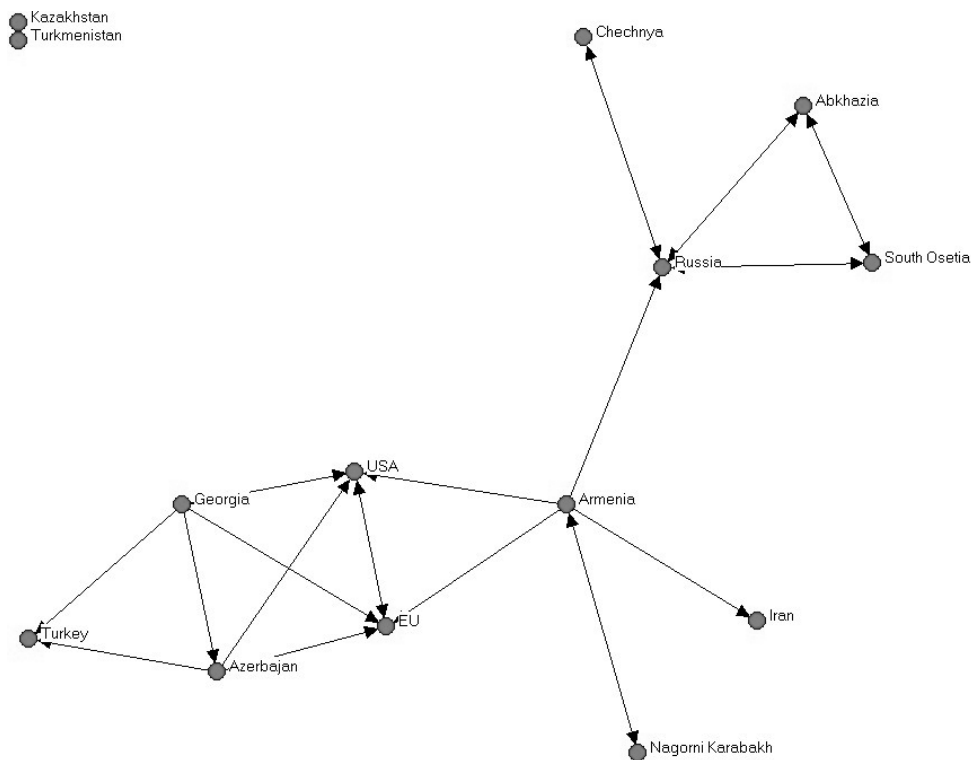 Kazakhstan
Turkmenistan
Chechnya
Abkhazia
Russia
South Osetia
USA
Georgia
Armenia
Turkey
EU
Iran
Azerbajan
Nagorni Karabakh